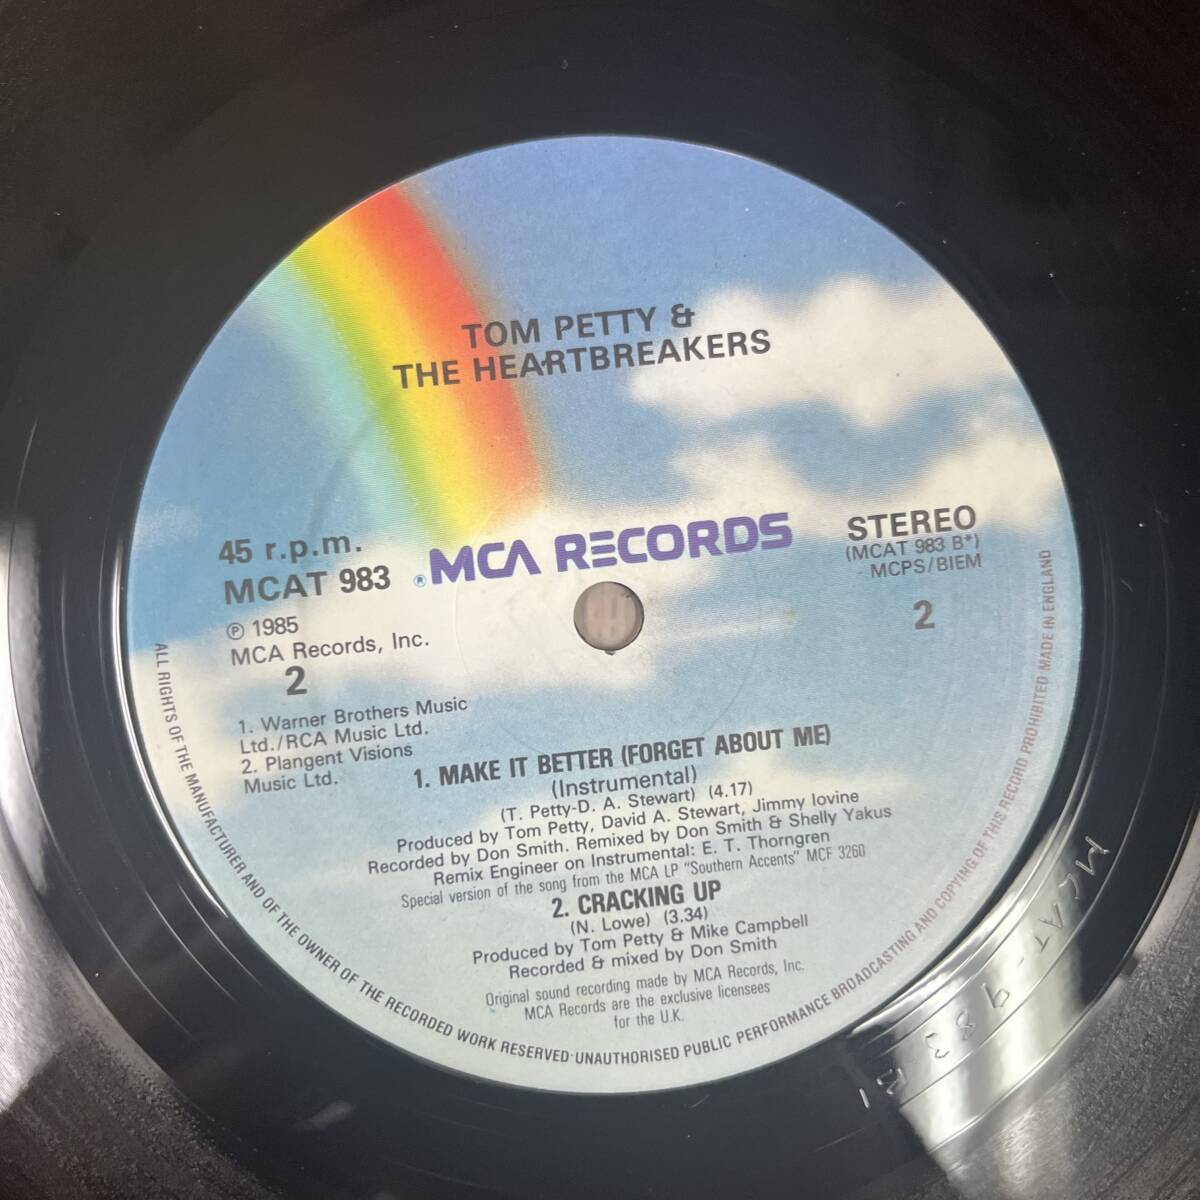 TOM PETTY &
THE HEARTBREAKERS
45 r.p.m.
MCAT 983
® MCA RECORDS
STEREO
(MCAT 983 B*)
MCPS/BIEM
2
℗ 1985
MCA Records, Inc.
2
1. Warner Brothers Music
Ltd./RCA Music Ltd.
2. Plangent Visions
Music Ltd.
1. MAKE IT BETTER (FORGET ABOUT ME)
(Instrumental)
(T. Petty-D. A. Stewart) (4.17)
Produced by Tom Petty, David A. Stewart, Jimmy Iovine
Recorded by Don Smith. Remixed by Don Smith & Shelly Yakus
Remix Engineer on Instrumental: E. T. Thorngren
Special version of the song from the MCA LP "Southern Accents" MCF 3260
2. CRACKING UP
(N. Lowe) (3.34)
Produced by Tom Petty & Mike Campbell
Recorded & mixed by Don Smith
Original sound recording made by MCA Records, Inc.
MCA Records are the exclusive licensees
for the U.K.
ALL RIGHTS OF THE MANUFACTURER AND OF THE OWNER OF THE RECORDED WORK RESERVED·UNAUTHORISED PUBLIC PERFORMANCE BROADCASTING AND COPYING OF THIS RECORD PROHIBITED MADE IN ENGLAND
MCAT-983